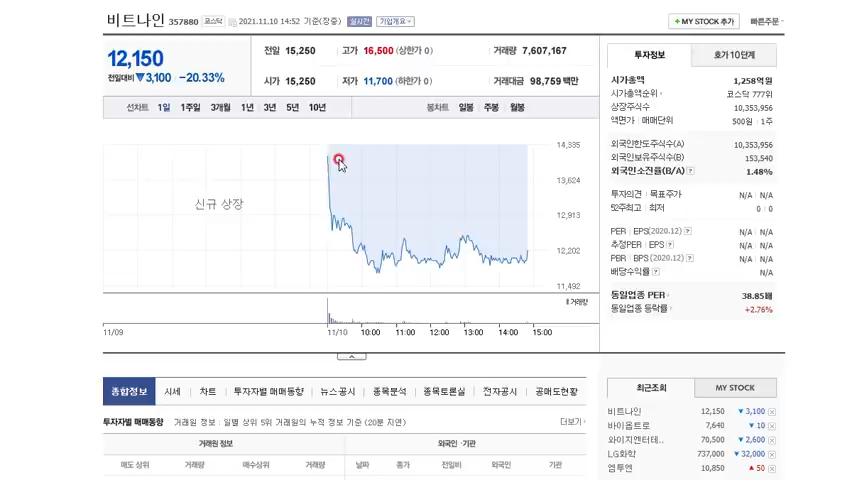 비트나인 357880 코스닥 2021.11.10 14:52 기준(장중) 실시간 기업개요
+ MY STOCK 추가 빠른주문
12,150
전일대비 ▼3,100 -20.33%
전일 15,250 고가 16,500 (상한가 0) 거래량 7,607,167
시가 15,250 저가 11,700 (하한가 0) 거래대금 98,759 백만
선차트 1일 1주일 3개월 1년 3년 5년 10년 봉차트 일봉 주봉 월봉
14,335
13,624
12,913
12,202
11,492
신규 상장
거래량
11/09 11/10 10:00 11:00 12:00 13:00 14:00 15:00
투자정보 호가10단계
시가총액 1,258억원
시가총액순위 코스닥 777위
상장주식수 10,353,956
액면가 매매단위 500원 1주
외국인한도주식수(A) 10,353,956
외국인보유주식수(B) 153,540
외국인소진율(B/A) ? 1.48%
투자의견 목표주가 N/A N/A
52주최고 최저 0 0
PER EPS(2020.12) ? N/A N/A
추정PER EPS ? N/A N/A
PBR BPS (2020.12) ? N/A N/A
배당수익률 ? N/A
동일업종 PER 38.85배
동일업종 등락률 +2.76%
종합정보 시세 차트 투자자별 매매동향 뉴스공시 종목분석 종목토론실 전자공시 공매도현황
투자자별 매매동향 거래원 정보 : 일별 상위 5위 거래원의 누적 정보 기준 (20분 지연) 더보기
거래원 정보 외국인·기관
매도 상위 거래량 매수상위 거래량 날짜 종가 전일비 외국인 기관
최근조회 MY STOCK
비트나인 12,150 ▼ 3,100
바이옵트로 7,640 ▼ 10
와이지엔터테.. 70,500 ▼ 2,600
LG화학 737,000 ▼ 32,000
엠투엔 10,850 ▲ 50